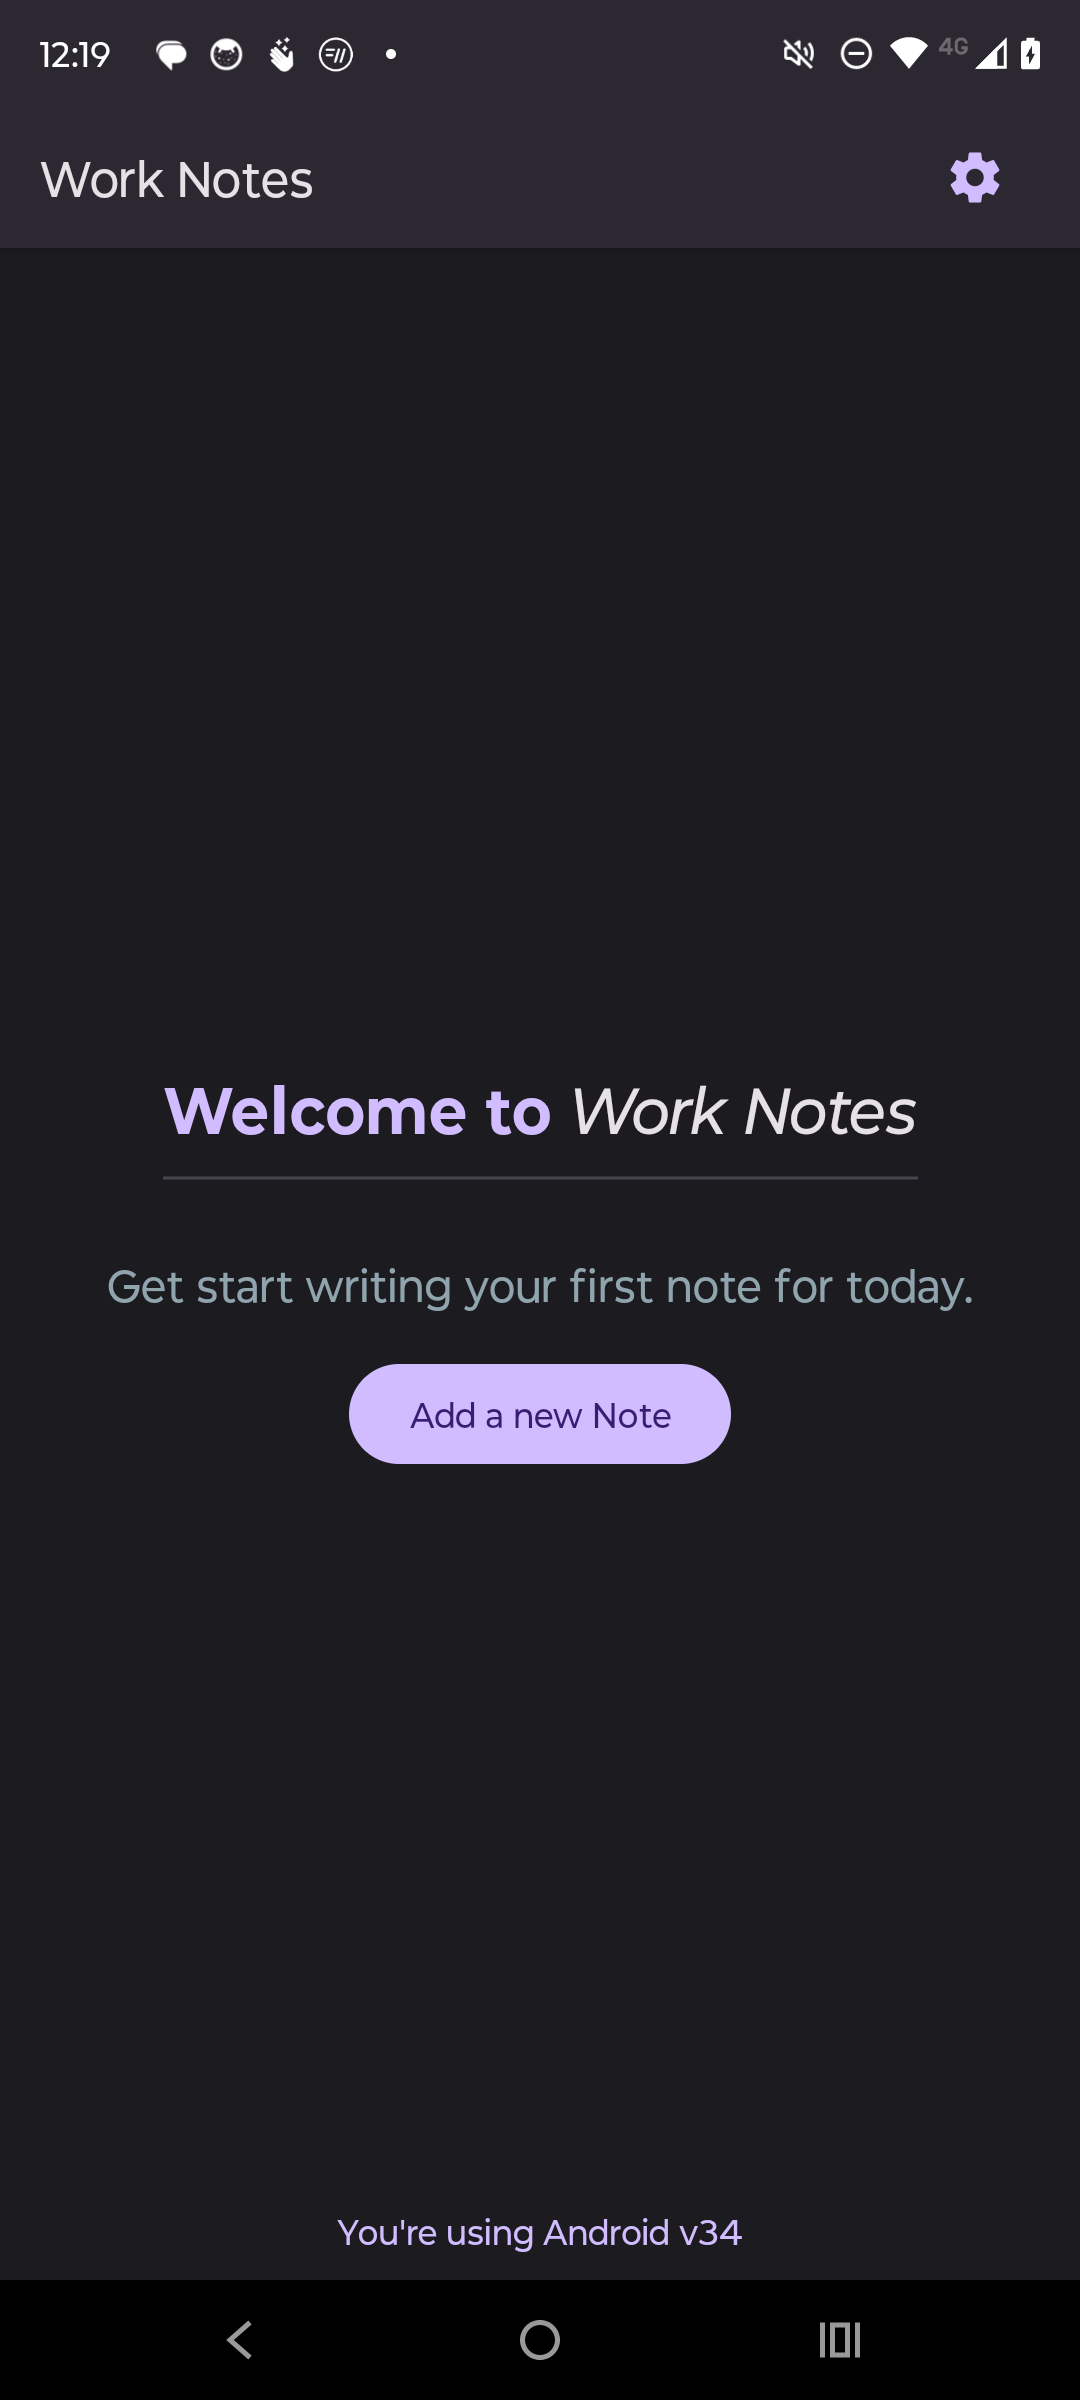 12:19
4G
Work Notes
Welcome to Work Notes
Get start writing your first note for today.
Add a new Note
You're using Android v34